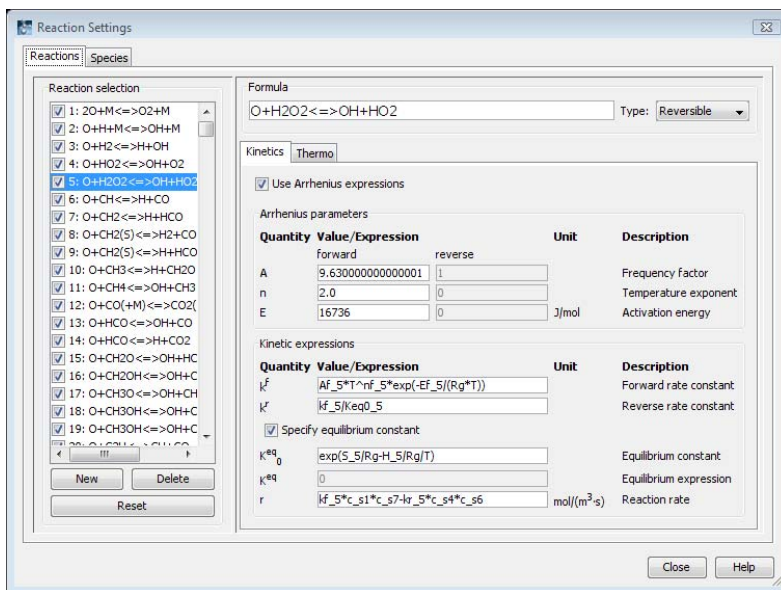 Reaction Settings
Reactions Species
Reaction selection
1: 2O+M<=>O2+M
2: O+H+M<=>OH+M
3: O+H2<=>H+OH
4: O+HO2<=>OH+O2
5: O+H2O2<=>OH+HO2
6: O+CH<=>H+CO
7: O+CH2<=>H+HCO
8: O+CH2(S)<=>H2+CO
9: O+CH2(S)<=>H+HCO
10: O+CH3<=>H+CH2O
11: O+CH4<=>OH+CH3
12: O+CO(+M)<=>CO2(
13: O+HCO<=>OH+CO
14: O+HCO<=>H+CO2
15: O+CH2O<=>OH+HC
16: O+CH2OH<=>OH+C
17: O+CH3O<=>OH+CH
18: O+CH3OH<=>OH+C
19: O+CH3OH<=>OH+C
New Delete
Reset
Formula
O+H2O2<=>OH+HO2 Type: Reversible
Kinetics Thermo
Use Arrhenius expressions
Arrhenius parameters
Quantity Value/Expression Unit Description
forward reverse
A 9.630000000000001 1 Frequency factor
n 2.0 0 Temperature exponent
E 16736 0 J/mol Activation energy
Kinetic expressions
Quantity Value/Expression Unit Description
k^f Af_5*T^nf_5*exp(-Ef_5/(Rg*T)) Forward rate constant
k^r kf_5/Keq0_5 Reverse rate constant
Specify equilibrium constant
K^eq_0 exp(S_5/Rg-H_5/Rg/T) Equilibrium constant
K^eq 0 Equilibrium expression
r kf_5*c_s1*c_s7-kr_5*c_s4*c_s6 mol/(m³·s) Reaction rate
Close Help